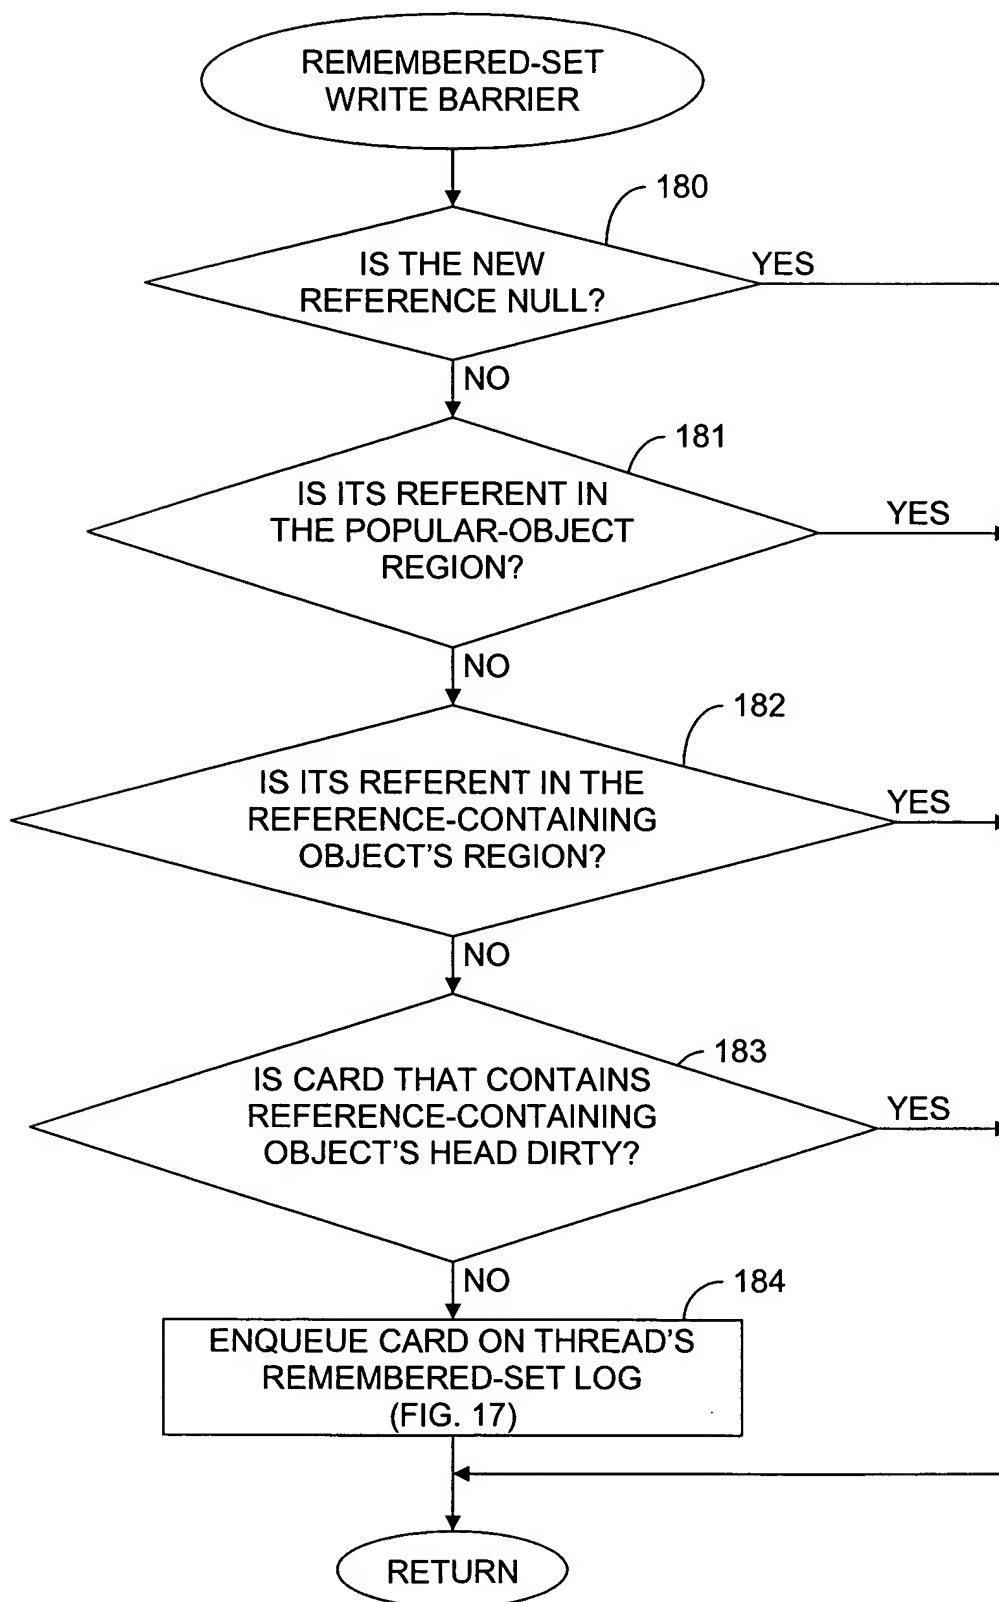 REMEMBERED-SET
WRITE BARRIER
180
IS THE NEW
REFERENCE NULL?
YES
NO
181
IS ITS REFERENT IN
THE POPULAR-OBJECT
REGION?
YES
NO
182
IS ITS REFERENT IN THE
REFERENCE-CONTAINING
OBJECT'S REGION?
YES
NO
183
IS CARD THAT CONTAINS
REFERENCE-CONTAINING
OBJECT'S HEAD DIRTY?
YES
NO
184
ENQUEUE CARD ON THREAD'S
REMEMBERED-SET LOG
(FIG. 17)
RETURN